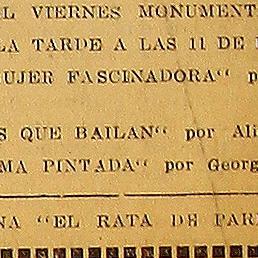 L VIERNES MONUMENT
LA TARDE A LAS 11 DE
UJER FASCINADORA“ p
S QUE BAILAN“ por Ali
MA PINTADA“ por Georg
NA “EL RATA DE PAR